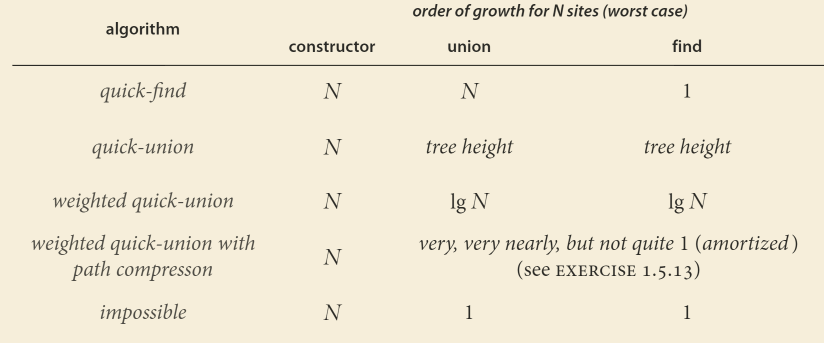 order of growth for N sites (worst case)
algorithm
constructor union find
quick-find N N 1
quick-union N tree height tree height
weighted quick-union N lg N lg N
weighted quick-union with
path compresson
N
very, very nearly, but not quite 1 (amortized)
(see EXERCISE 1.5.13)
impossible N 1 1